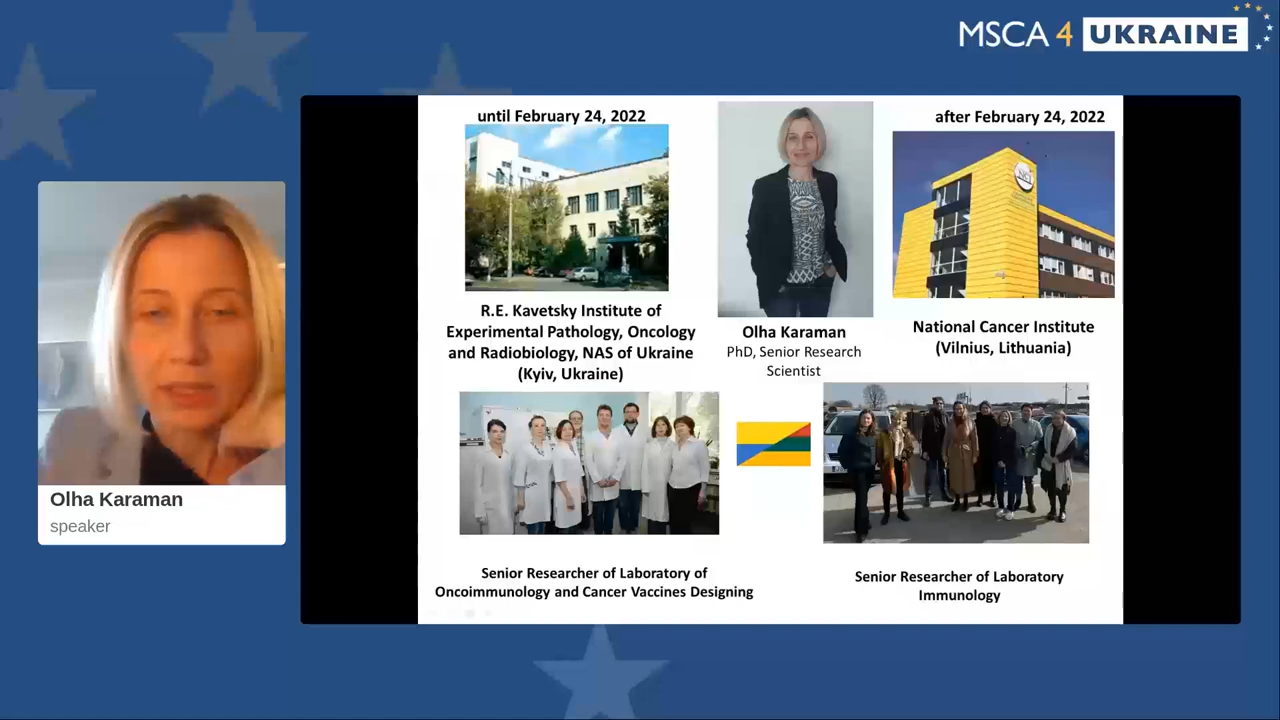 MSCA 4 UKRAINE
until February 24, 2022
after February 24, 2022
R.E. Kavetsky Institute of
Experimental Pathology, Oncology
and Radiobiology, NAS of Ukraine
(Kyiv, Ukraine)
Olha Karaman
PhD, Senior Research
Scientist
NCI
National Cancer Institute
(Vilnius, Lithuania)
Senior Researcher of Laboratory of
Oncoimmunology and Cancer Vaccines Designing
Senior Researcher of Laboratory
Immunology
Olha Karaman
speaker